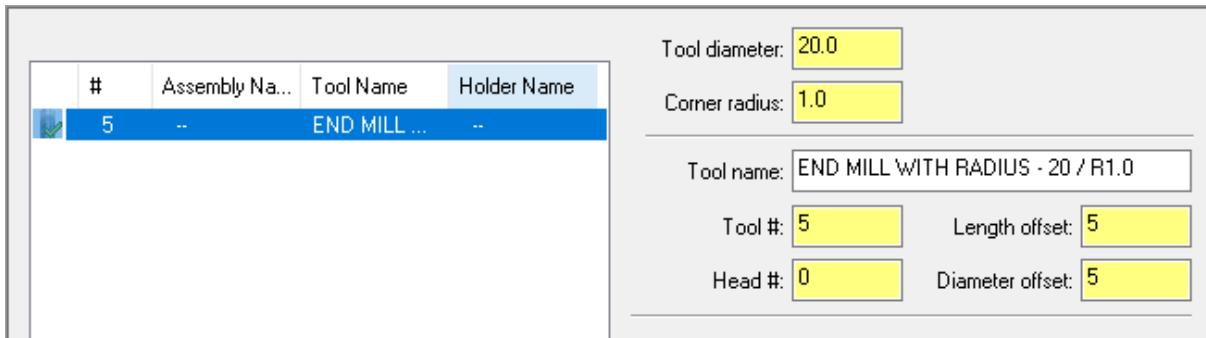 # Assembly Na... Tool Name Holder Name
5 -- END MILL ... --
Tool diameter: 20.0
Corner radius: 1.0
Tool name: END MILL WITH RADIUS - 20 / R1.0
Tool #: 5 Length offset: 5
Head #: 0 Diameter offset: 5